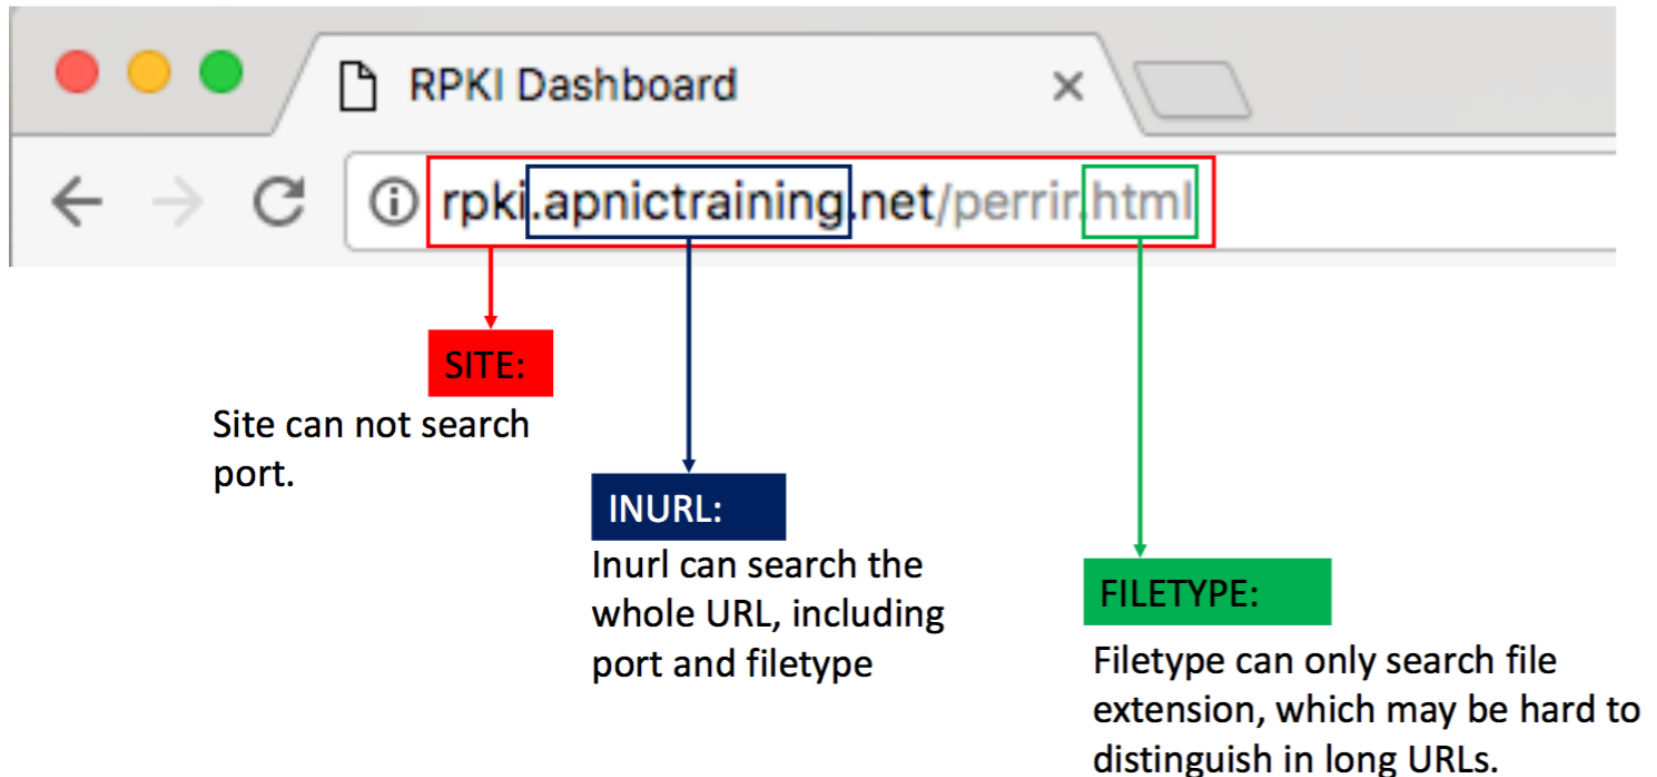 RPKI Dashboard
rpki.apnictraining.net/perrir.html
SITE:
Site can not search
port.
INURL:
Inurl can search the
whole URL, including
port and filetype
FILETYPE:
Filetype can only search file
extension, which may be hard to
distinguish in long URLs.